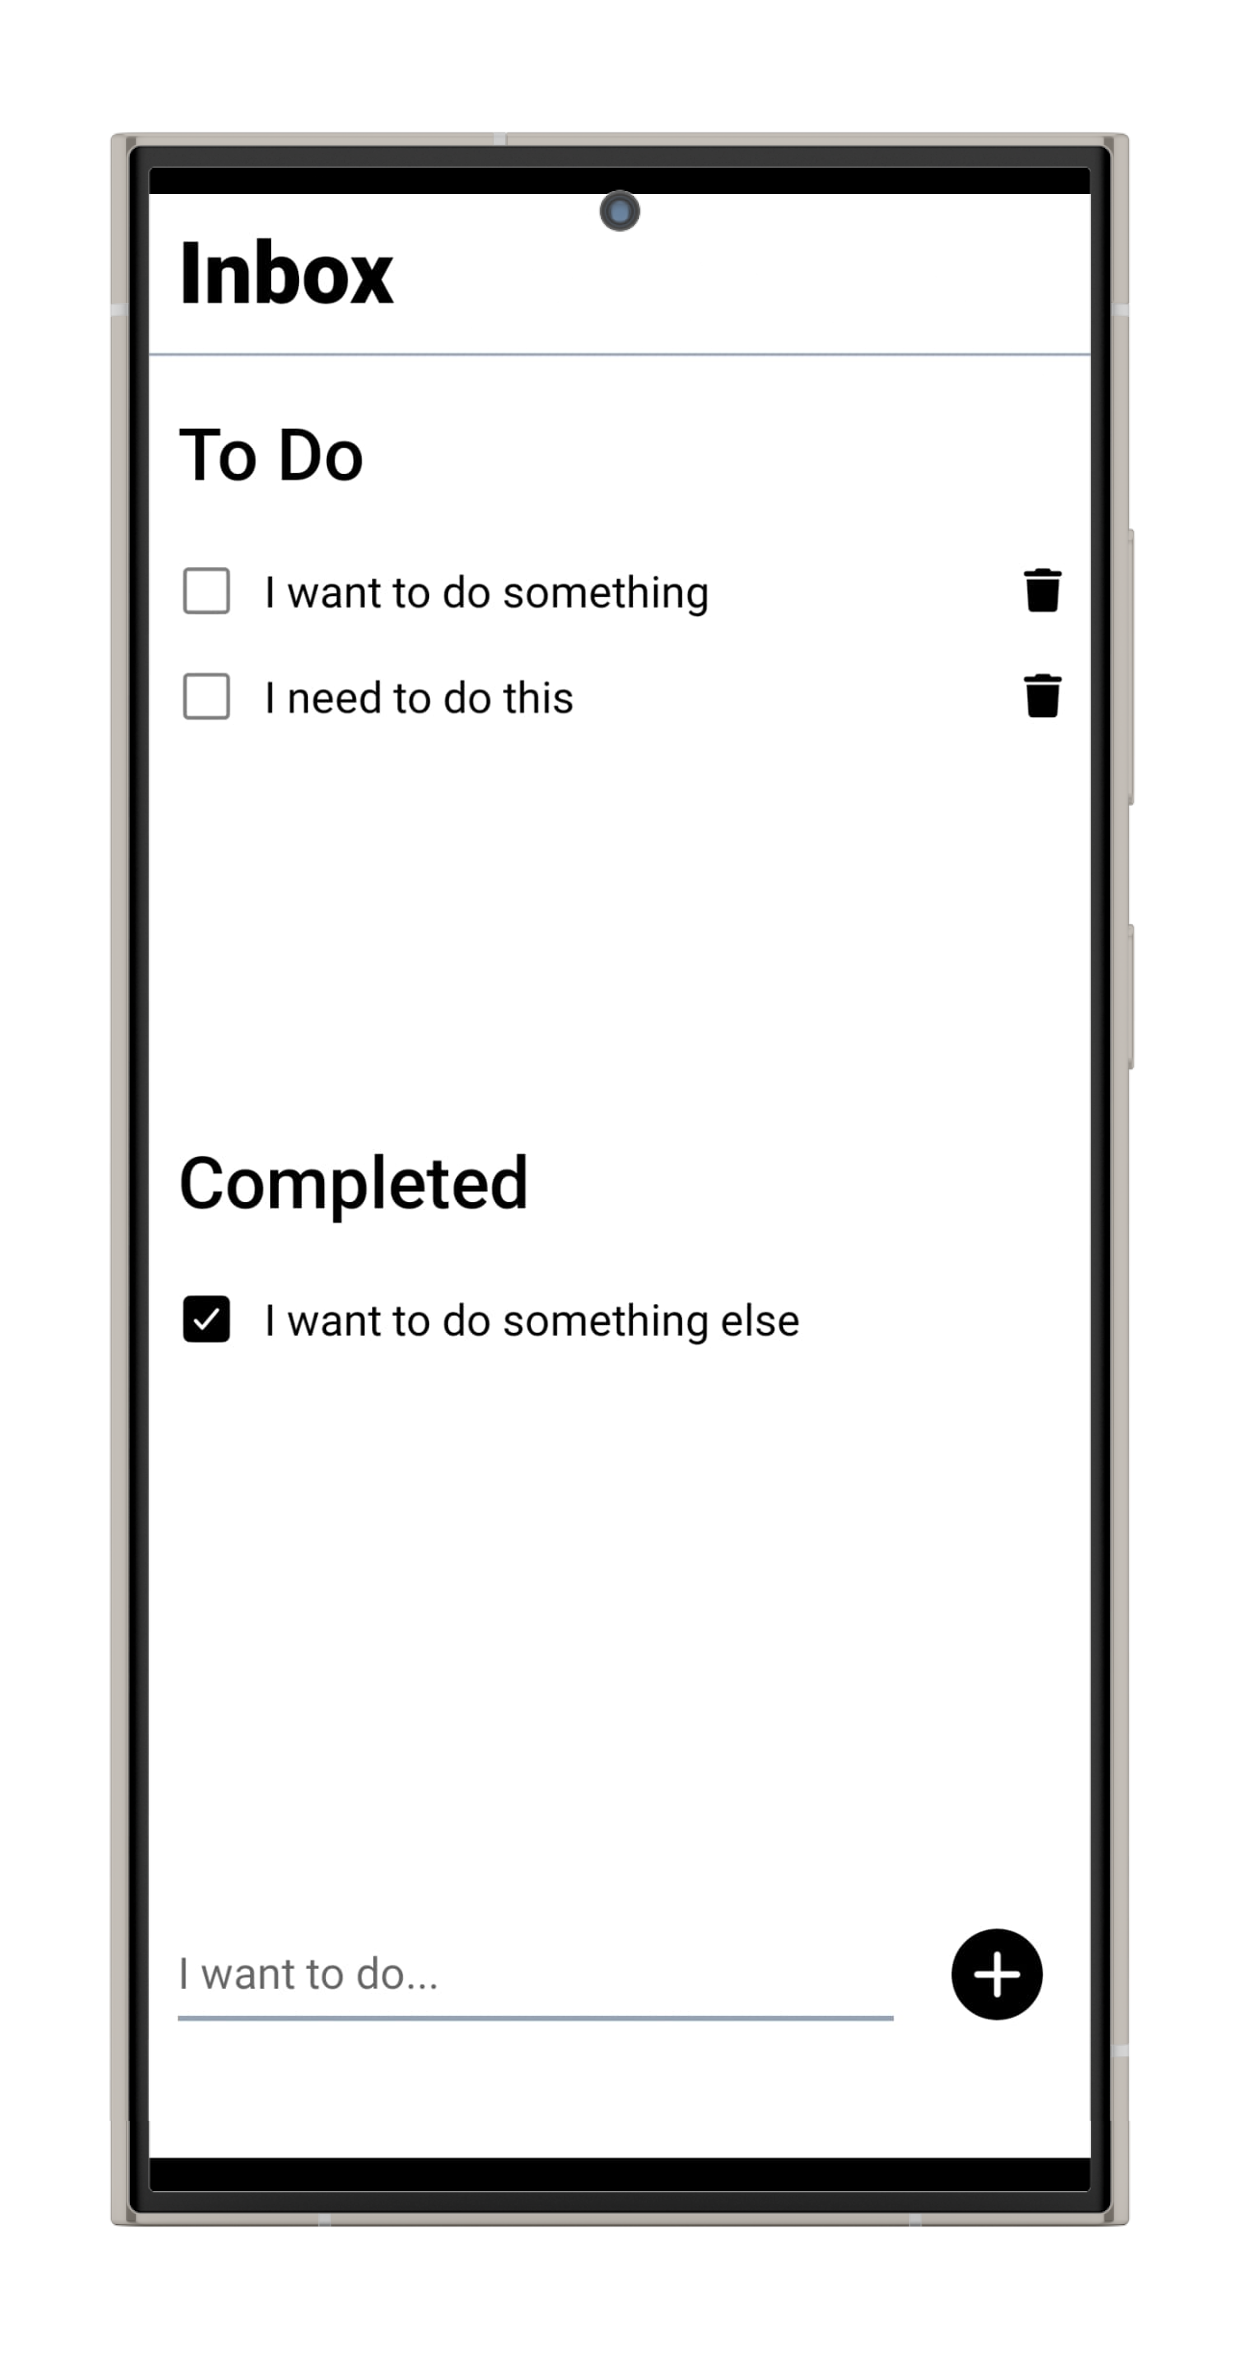 Inbox
To Do
I want to do something
I need to do this
Completed
I want to do something else
I want to do...